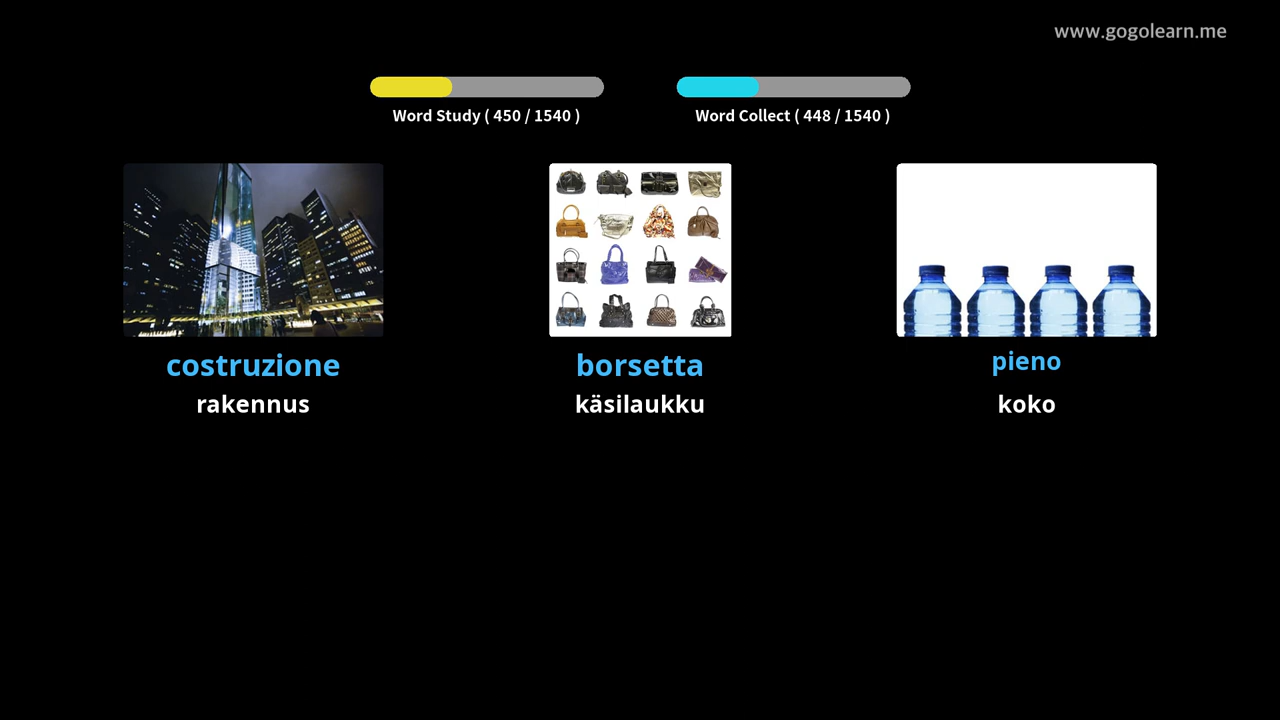 www.gogolearn.me
Word Study ( 450 / 1540 )
Word Collect ( 448 / 1540 )
costruzione
rakennus
borsetta
käsilaukku
pieno
koko